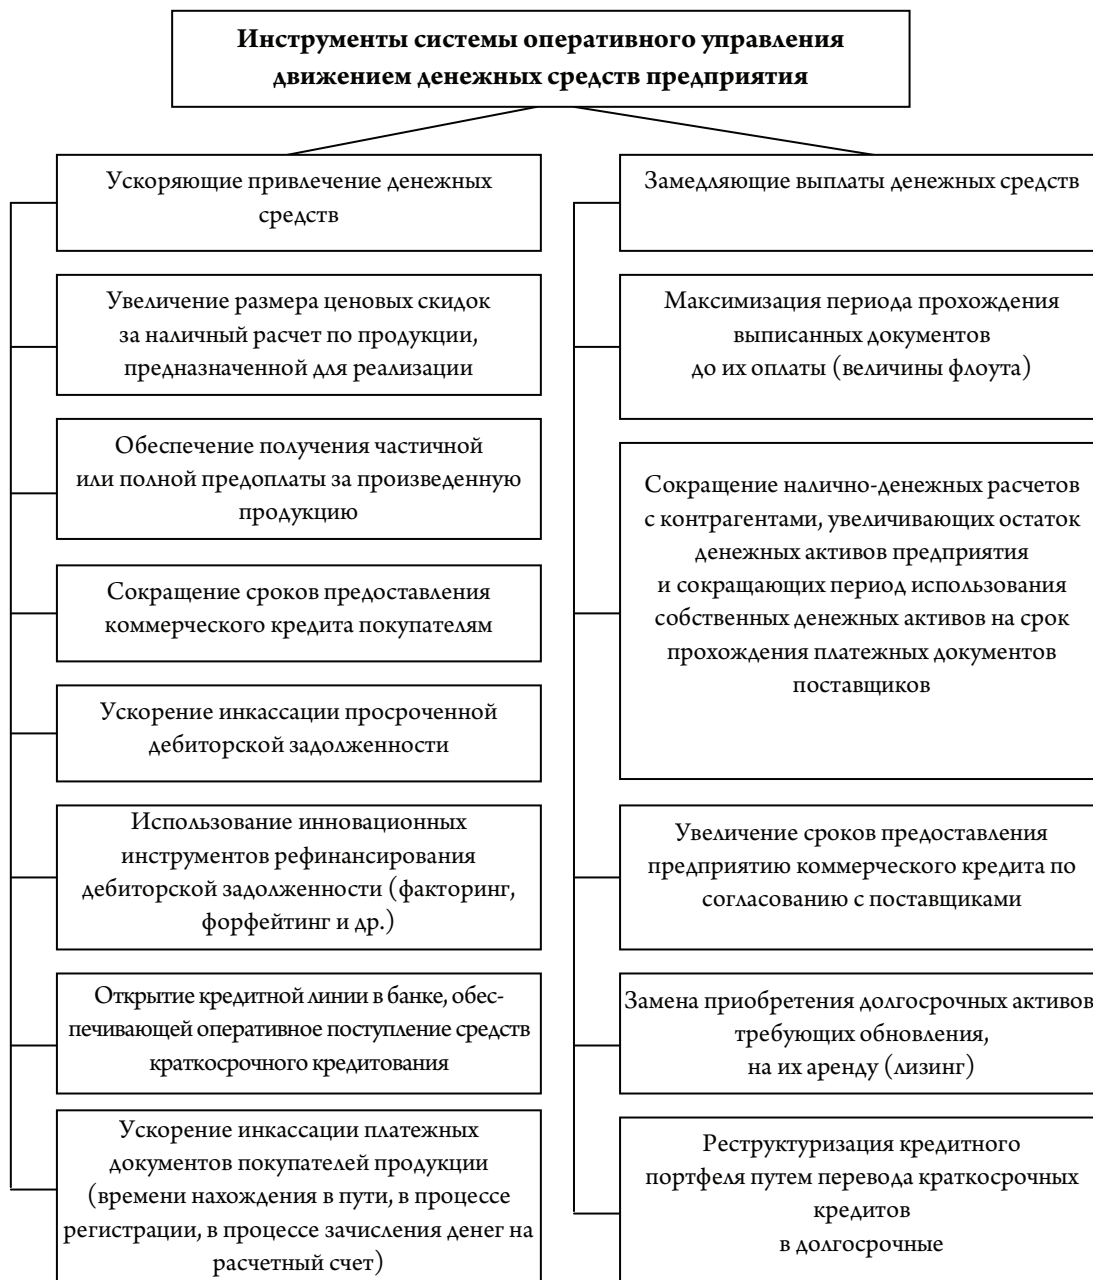 Инструменты системы оперативного управления
движением денежных средств предприятия
Ускоряющие привлечение денежных
средств
Увеличение размера ценовых скидок
за наличный расчет по продукции,
предназначенной для реализации
Обеспечение получения частичной
или полной предоплаты за произведенную
продукцию
Сокращение сроков предоставления
коммерческого кредита покупателям
Ускорение инкассации просроченной
дебиторской задолженности
Использование инновационных
инструментов рефинансирования
дебиторской задолженности (факторинг,
форфейтинг и др.)
Открытие кредитной линии в банке, обес-
печивающей оперативное поступление средств
краткосрочного кредитования
Ускорение инкассации платежных
документов покупателей продукции
(времени нахождения в пути, в процессе
регистрации, в процессе зачисления денег на
расчетный счет)
Замедляющие выплаты денежных средств
Максимизация периода прохождения
выписанных документов
до их оплаты (величины флоута)
Сокращение налично-денежных расчетов
с контрагентами, увеличивающих остаток
денежных активов предприятия
и сокращающих период использования
собственных денежных активов на срок
прохождения платежных документов
поставщиков
Увеличение сроков предоставления
предприятию коммерческого кредита по
согласованию с поставщиками
Замена приобретения долгосрочных активов
требующих обновления,
на их аренду (лизинг)
Реструктуризация кредитного
портфеля путем перевода краткосрочных
кредитов
в долгосрочные